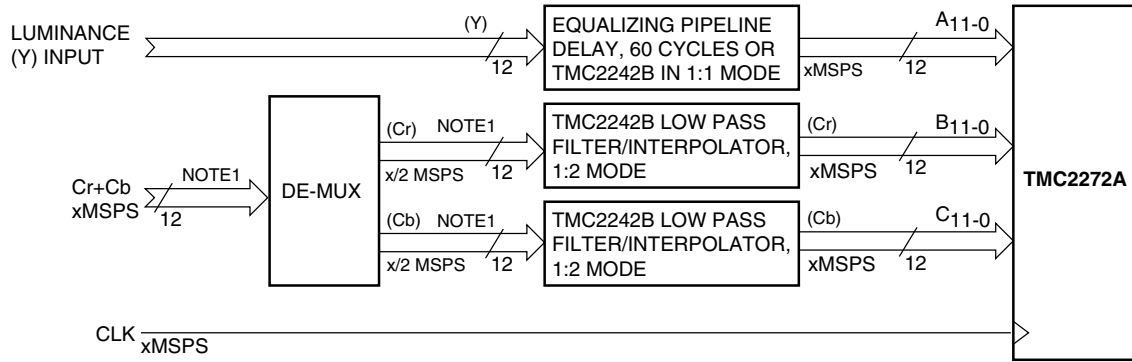 LUMINANCE
(Y) INPUT
(Y)
12
EQUALIZING PIPELINE
DELAY, 60 CYCLES OR
TMC2242B IN 1:1 MODE
A11-0
xMSPS
12
Cr+Cb
xMSPS
NOTE1
12
DE-MUX
(Cr)
NOTE1
x/2 MSPS
12
TMC2242B LOW PASS
FILTER/INTERPOLATOR,
1:2 MODE
(Cr)
B11-0
xMSPS
12
(Cb)
NOTE1
x/2 MSPS
12
TMC2242B LOW PASS
FILTER/INTERPOLATOR,
1:2 MODE
(Cb)
C11-0
xMSPS
12
TMC2272A
CLK
xMSPS